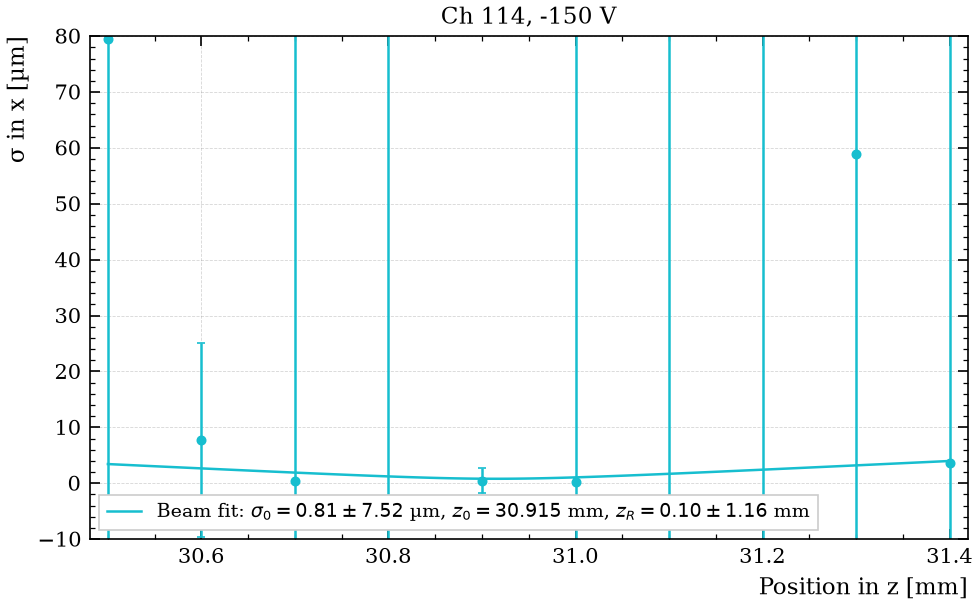 Ch 114, -150 V
σ in x [µm]
80
70
60
50
40
30
20
10
0
−10
Beam fit: σ₀ = 0.81 ± 7.52 µm, z₀ = 30.915 mm, z_R = 0.10 ± 1.16 mm
30.6 30.8 31.0 31.2 31.4
Position in z [mm]